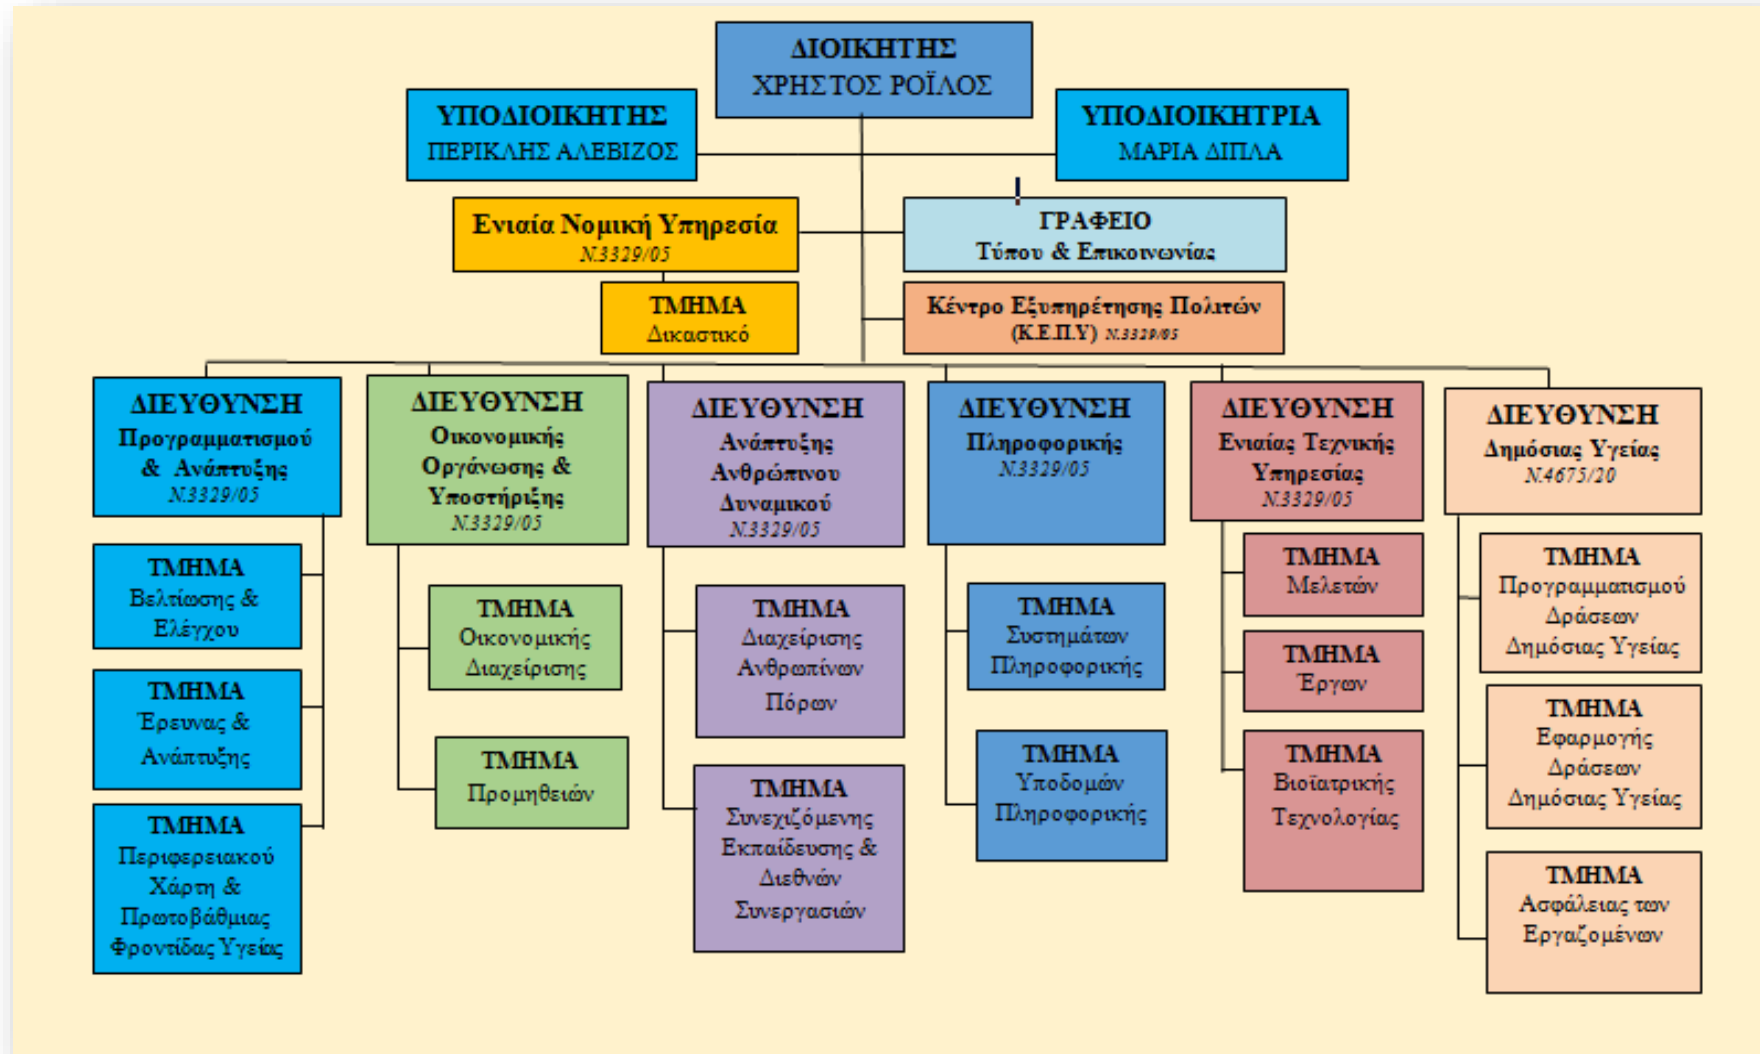 ΔΙΟΙΚΗΤΗΣ
ΧΡΗΣΤΟΣ ΡΟΪΛΟΣ
ΥΠΟΔΙΟΙΚΗΤΗΣ
ΠΕΡΙΚΛΗΣ ΑΛΕΒΙΖΟΣ
ΥΠΟΔΙΟΙΚΗΤΡΙΑ
ΜΑΡΙΑ ΔΙΠΛΑ
Ενιαία Νομική Υπηρεσία
Ν.3329/05
ΓΡΑΦΕΙΟ
Τύπου & Επικοινωνίας
ΤΜΗΜΑ
Δικαστικό
Κέντρο Εξυπηρέτησης Πολιτών
(Κ.Ε.Π.Υ) Ν.3329/05
ΔΙΕΥΘΥΝΣΗ
Προγραμματισμού
& Ανάπτυξης
Ν.3329/05
ΤΜΗΜΑ
Βελτίωσης &
Ελέγχου
ΤΜΗΜΑ
Έρευνας &
Ανάπτυξης
ΤΜΗΜΑ
Περιφερειακού
Χάρτη &
Πρωτοβάθμιας
Φροντίδας Υγείας
ΔΙΕΥΘΥΝΣΗ
Οικονομικής
Οργάνωσης &
Υποστήριξης
Ν.3329/05
ΤΜΗΜΑ
Οικονομικής
Διαχείρισης
ΤΜΗΜΑ
Προμηθειών
ΔΙΕΥΘΥΝΣΗ
Ανάπτυξης
Ανθρώπινου
Δυναμικού
Ν.3329/05
ΤΜΗΜΑ
Διαχείρισης
Ανθρωπίνων
Πόρων
ΤΜΗΜΑ
Συνεχιζόμενης
Εκπαίδευσης &
Διεθνών
Συνεργασιών
ΔΙΕΥΘΥΝΣΗ
Πληροφορικής
Ν.3329/05
ΤΜΗΜΑ
Συστημάτων
Πληροφορικής
ΤΜΗΜΑ
Υποδομών
Πληροφορικής
ΔΙΕΥΘΥΝΣΗ
Ενιαίας Τεχνικής
Υπηρεσίας
Ν.3329/05
ΤΜΗΜΑ
Μελετών
ΤΜΗΜΑ
Έργων
ΤΜΗΜΑ
Βιοϊατρικής
Τεχνολογίας
ΔΙΕΥΘΥΝΣΗ
Δημόσιας Υγείας
Ν.4675/20
ΤΜΗΜΑ
Προγραμματισμού
Δράσεων
Δημόσιας Υγείας
ΤΜΗΜΑ
Εφαρμογής
Δράσεων
Δημόσιας Υγείας
ΤΜΗΜΑ
Ασφάλειας των
Εργαζομένων